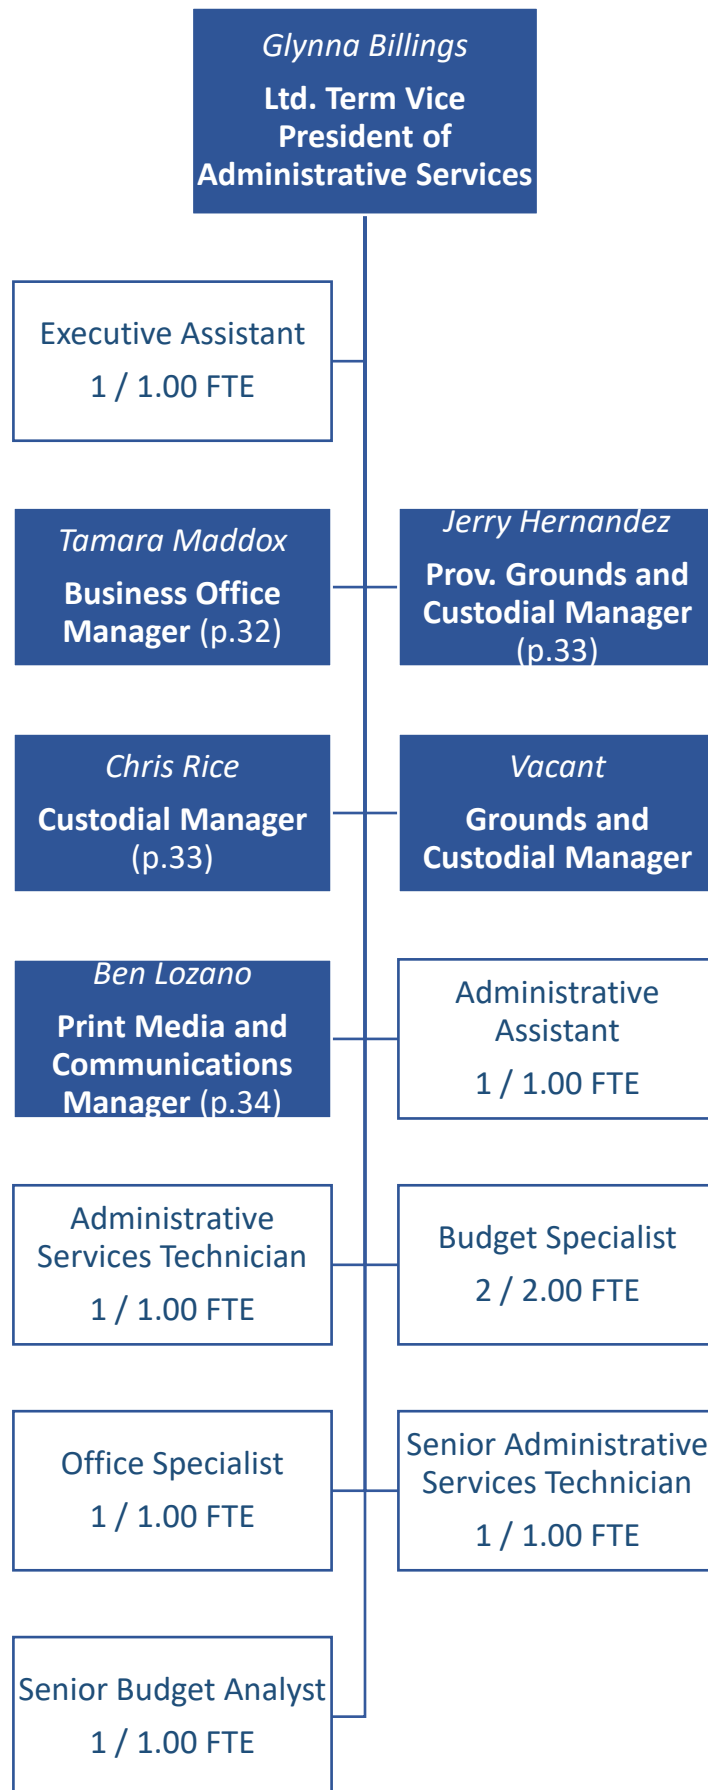 Glynna Billings
Ltd. Term Vice
President of
Administrative Services
Executive Assistant
1 / 1.00 FTE
Tamara Maddox
Business Office
Manager (p.32)
Jerry Hernandez
Prov. Grounds and
Custodial Manager
(p.33)
Chris Rice
Custodial Manager
(p.33)
Vacant
Grounds and
Custodial Manager
Ben Lozano
Print Media and
Communications
Manager (p.34)
Administrative
Assistant
1 / 1.00 FTE
Administrative
Services Technician
1 / 1.00 FTE
Budget Specialist
2 / 2.00 FTE
Office Specialist
1 / 1.00 FTE
Senior Administrative
Services Technician
1 / 1.00 FTE
Senior Budget Analyst
1 / 1.00 FTE